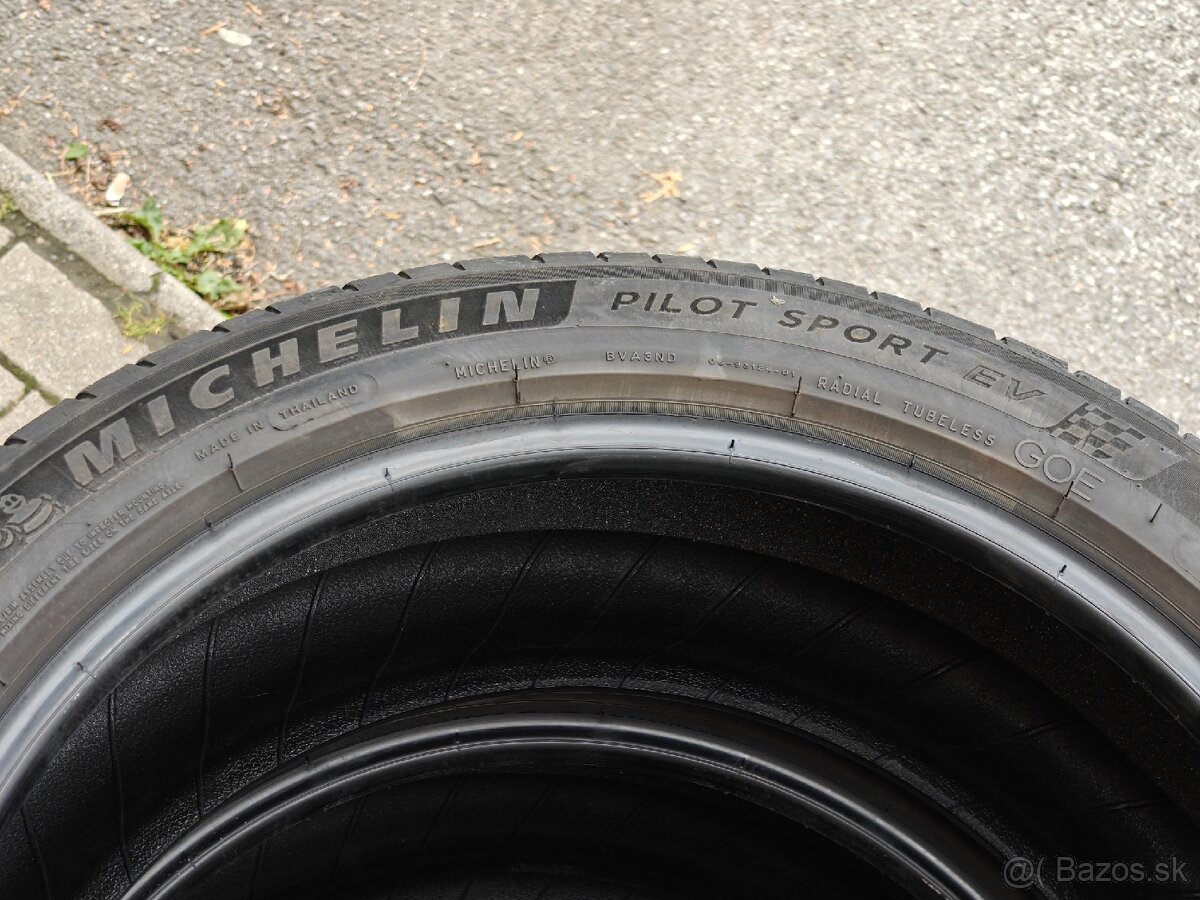 MICHELIN PILOT SPORT EV
MADE IN THAILAND MICHELIN® BVA3ND RADIAL TUBELESS GOE
@( Bazos.sk